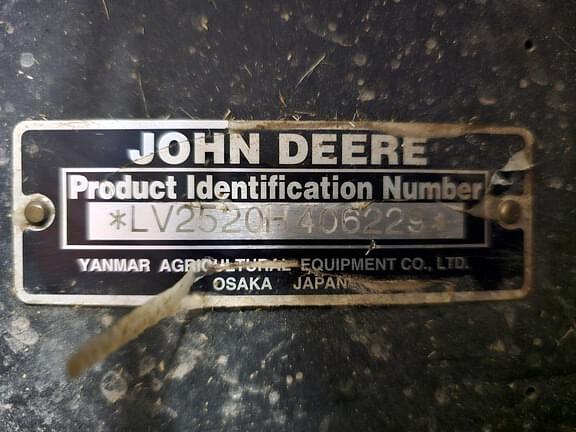 JOHN DEERE
Product Identification Number
*LV2520H406229*
YANMAR AGRICULTURAL EQUIPMENT CO., LTD.
OSAKA JAPAN